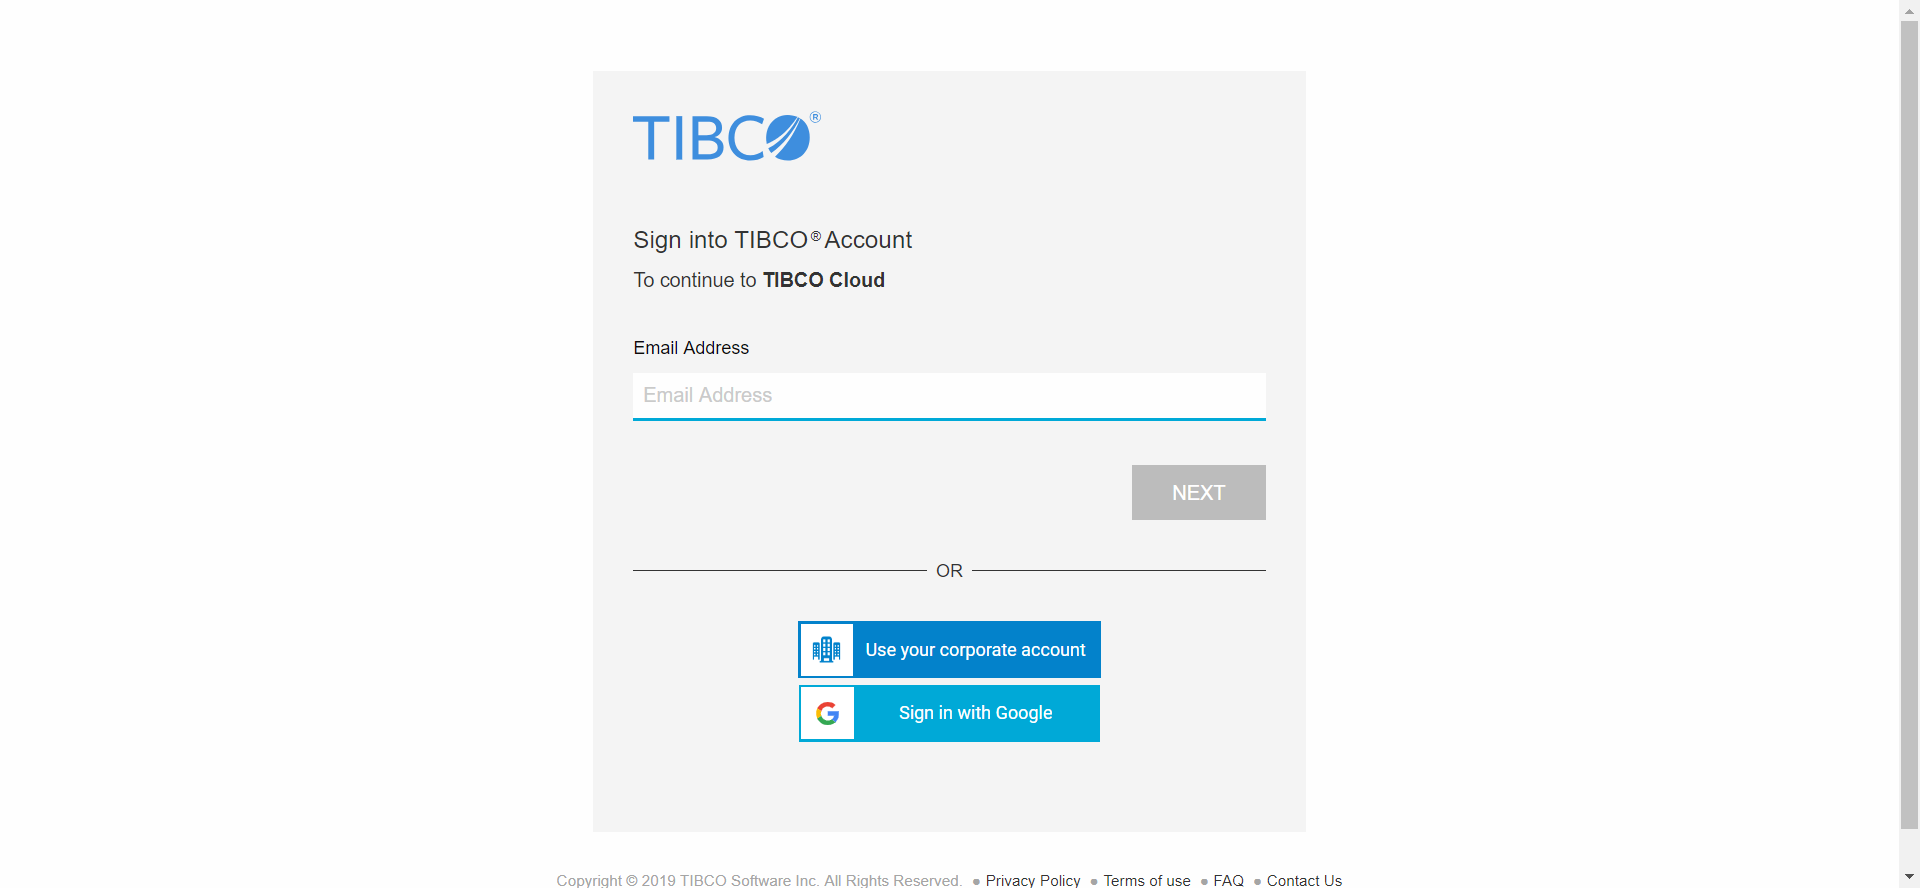 TIBCO®
Sign into TIBCO® Account
To continue to TIBCO Cloud
Email Address
Email Address
NEXT
OR
Use your corporate account
Sign in with Google
Copyright © 2019 TIBCO Software Inc. All Rights Reserved. • Privacy Policy • Terms of use • FAQ • Contact Us